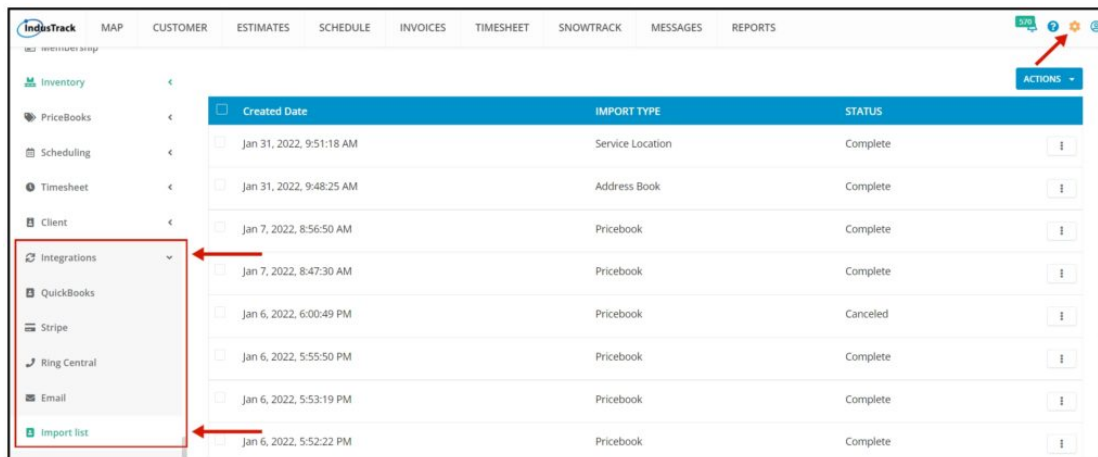 IndusTrack MAP CUSTOMER ESTIMATES SCHEDULE INVOICES TIMESHEET SNOWTRACK MESSAGES REPORTS 570 ?
Membership
Inventory
PriceBooks
Scheduling
Timesheet
Client
Integrations
QuickBooks
Stripe
Ring Central
Email
Import list
ACTIONS
Created Date IMPORT TYPE STATUS
Jan 31, 2022, 9:51:18 AM Service Location Complete
Jan 31, 2022, 9:48:25 AM Address Book Complete
Jan 7, 2022, 8:56:50 AM Pricebook Complete
Jan 7, 2022, 8:47:30 AM Pricebook Complete
Jan 6, 2022, 6:00:49 PM Pricebook Canceled
Jan 6, 2022, 5:55:50 PM Pricebook Complete
Jan 6, 2022, 5:53:19 PM Pricebook Complete
Jan 6, 2022, 5:52:22 PM Pricebook Complete